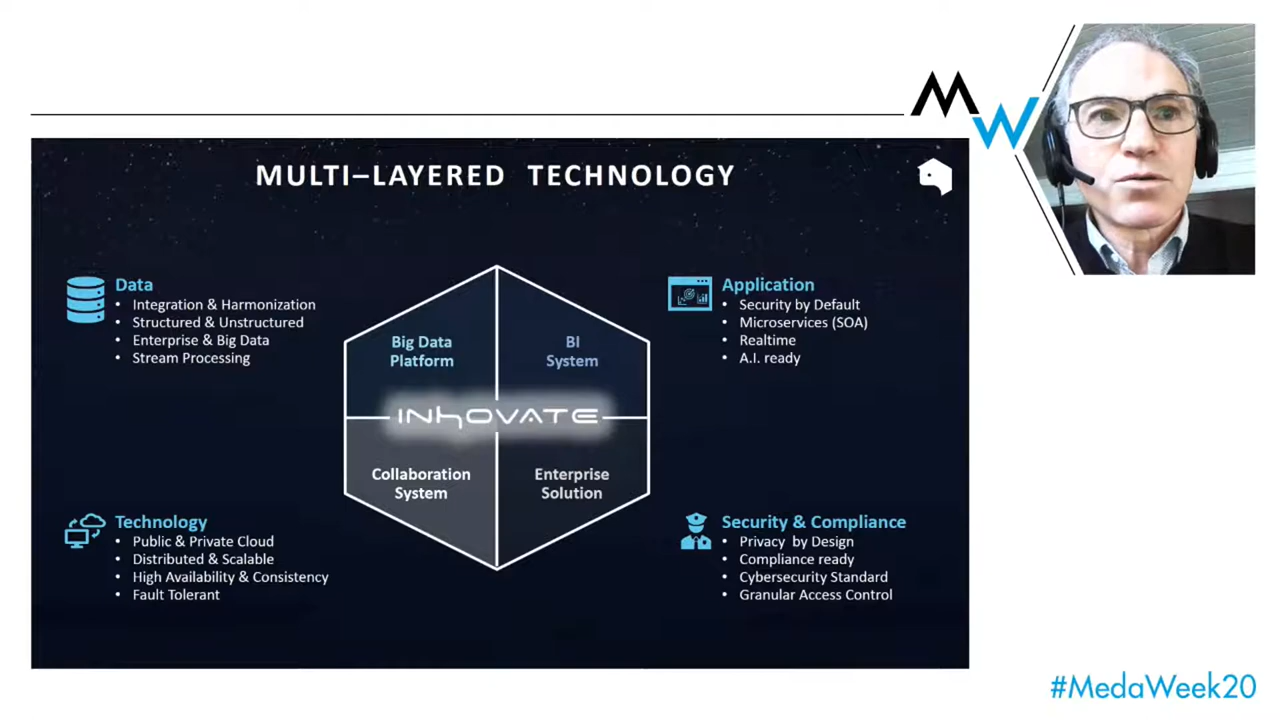 MW
MULTI–LAYERED TECHNOLOGY
Data
• Integration & Harmonization
• Structured & Unstructured
• Enterprise & Big Data
• Stream Processing
Application
• Security by Default
• Microservices (SOA)
• Realtime
• A.I. ready
Big Data
Platform
BI
System
INHOVATE
Collaboration
System
Enterprise
Solution
Technology
• Public & Private Cloud
• Distributed & Scalable
• High Availability & Consistency
• Fault Tolerant
Security & Compliance
• Privacy by Design
• Compliance ready
• Cybersecurity Standard
• Granular Access Control
#MedaWeek20